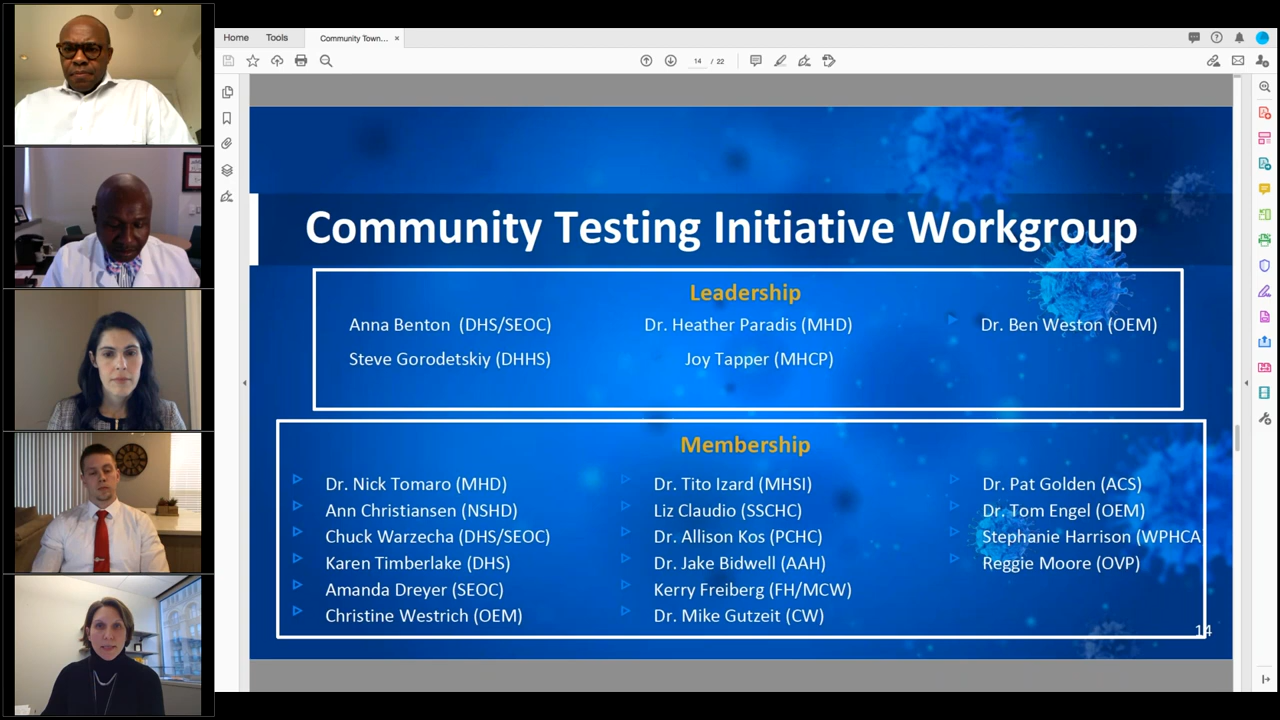 Home Tools Community Town... ×
14 / 22
Community Testing Initiative Workgroup
Leadership
Anna Benton (DHS/SEOC) Dr. Heather Paradis (MHD) Dr. Ben Weston (OEM)
Steve Gorodetskiy (DHHS) Joy Tapper (MHCP)
Membership
Dr. Nick Tomaro (MHD) Dr. Tito Izard (MHSI) Dr. Pat Golden (ACS)
Ann Christiansen (NSHD) Liz Claudio (SSCHC) Dr. Tom Engel (OEM)
Chuck Warzecha (DHS/SEOC) Dr. Allison Kos (PCHC) Stephanie Harrison (WPHCA
Karen Timberlake (DHS) Dr. Jake Bidwell (AAH) Reggie Moore (OVP)
Amanda Dreyer (SEOC) Kerry Freiberg (FH/MCW)
Christine Westrich (OEM) Dr. Mike Gutzeit (CW)
14